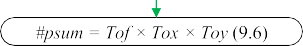 #psum = Tof × Tox × Toy (9.6)